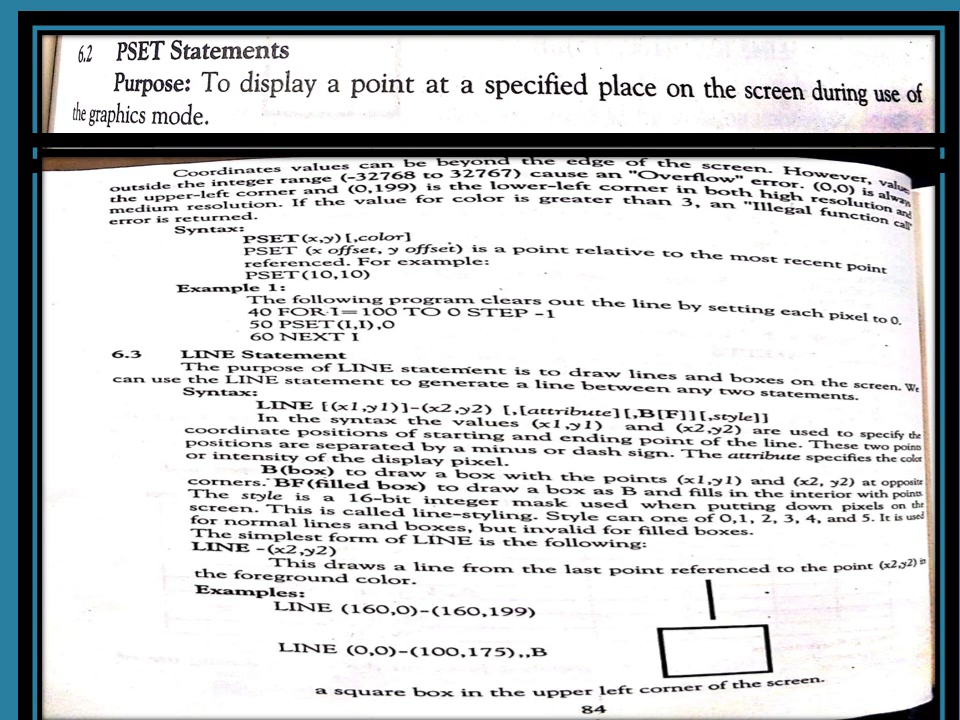 6.2 PSET Statements
Purpose: To display a point at a specified place on the screen during use of
the graphics mode.
Coordinates values can be beyond the edge of the screen. However, value
outside the integer range (-32768 to 32767) cause an "Overflow" error. (0,0) is always
the upper-left corner and (0,199) is the lower-left corner in both high resolution and
medium resolution. If the value for color is greater than 3, an "Illegal function call"
error is returned.
Syntax:
PSET(x,y) [,color]
PSET (x offset, y offset) is a point relative to the most recent point
referenced. For example:
PSET(10,10)
Example 1:
The following program clears out the line by setting each pixel to 0.
40 FOR I=100 TO 0 STEP -1
50 PSET(I,I),0
60 NEXT I
6.3 LINE Statement
The purpose of LINE statement is to draw lines and boxes on the screen. We
can use the LINE statement to generate a line between any two statements.
Syntax:
LINE [(x1,y1)]-(x2,y2) [,[attribute][,B[F]][,style]]
In the syntax the values (x1,y1) and (x2,y2) are used to specify the
coordinate positions of starting and ending point of the line. These two points
positions are separated by a minus or dash sign. The attribute specifies the color
or intensity of the display pixel.
B(box) to draw a box with the points (x1,y1) and (x2, y2) at opposite
corners. BF(filled box) to draw a box as B and fills in the interior with points.
The style is a 16-bit integer mask used when putting down pixels on the
screen. This is called line-styling. Style can one of 0,1, 2, 3, 4, and 5. It is used
for normal lines and boxes, but invalid for filled boxes.
The simplest form of LINE is the following:
LINE -(x2,y2)
This draws a line from the last point referenced to the point (x2,y2) in
the foreground color.
Examples:
LINE (160,0)-(160,199)
LINE (0,0)-(100,175),,B
a square box in the upper left corner of the screen.
84